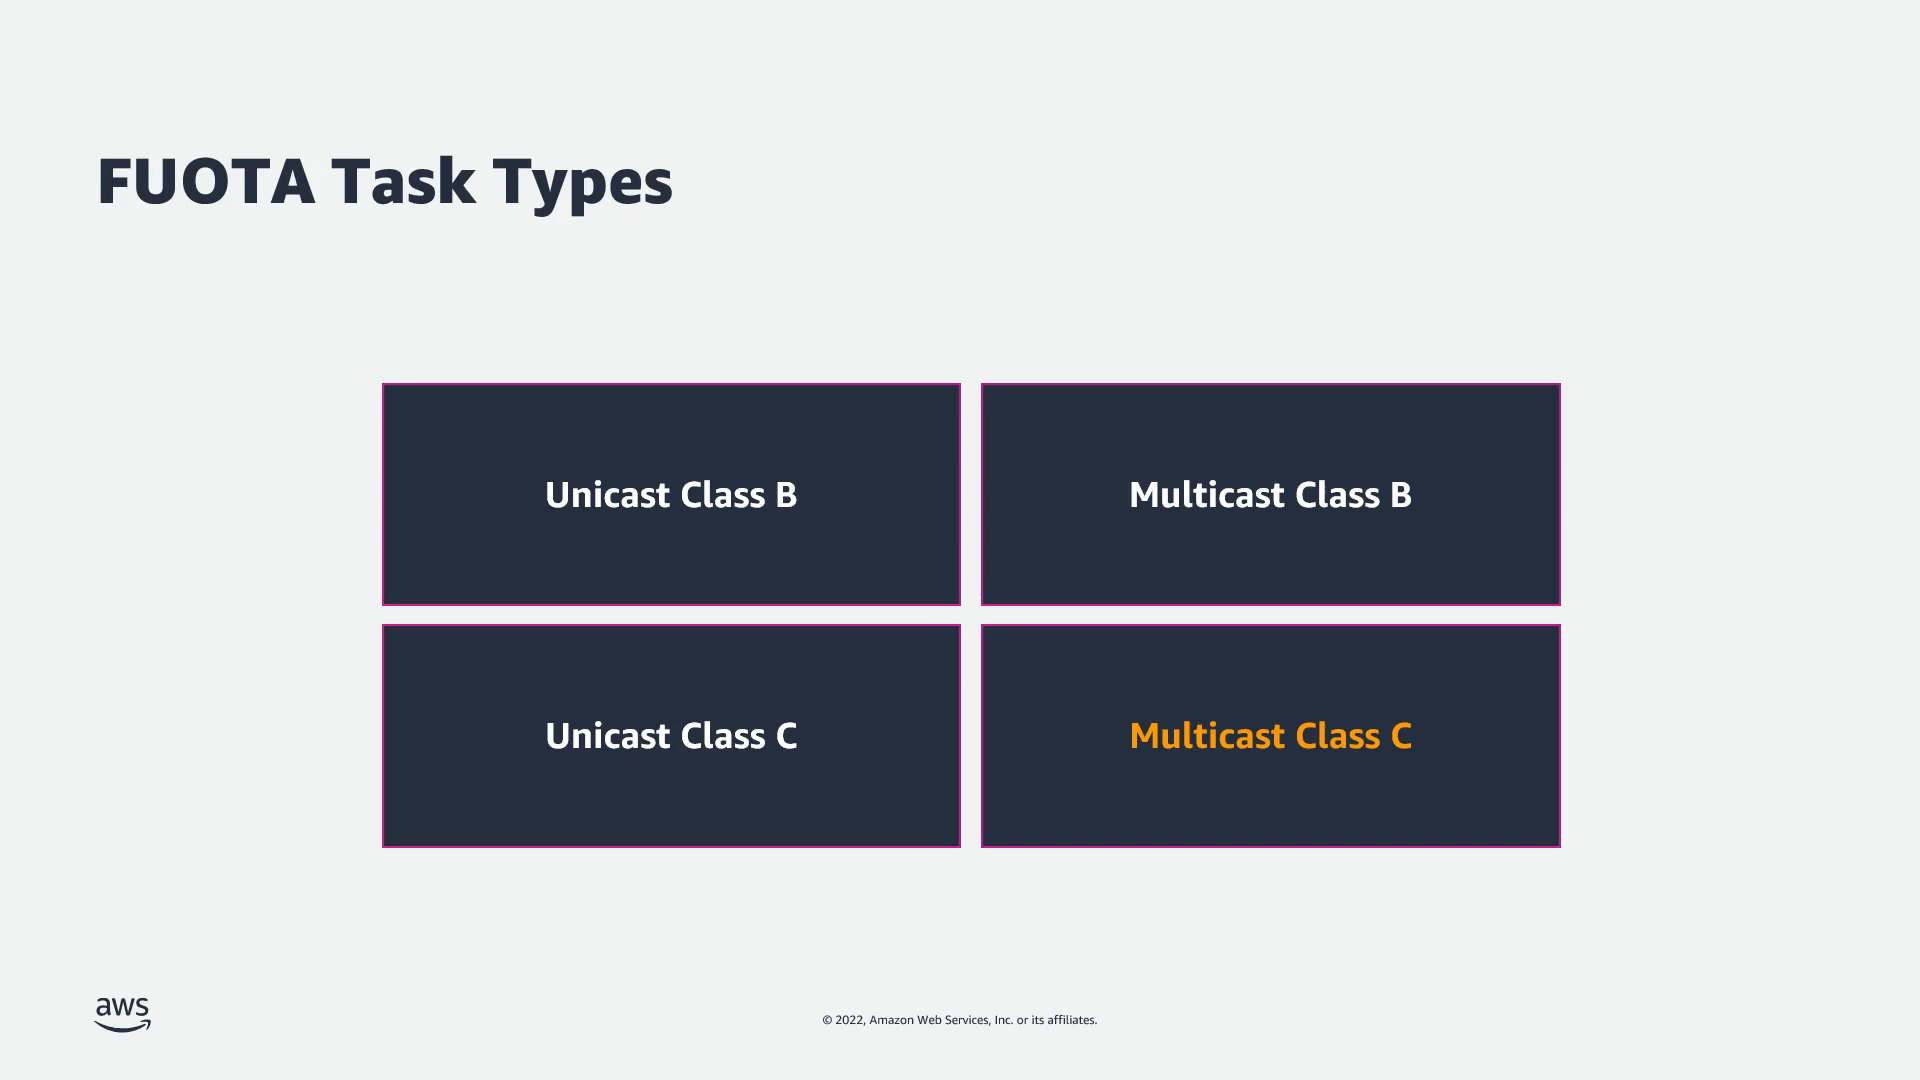 FUOTA Task Types
Unicast Class B
Multicast Class B
Unicast Class C
Multicast Class C
aws
© 2022, Amazon Web Services, Inc. or its affiliates.